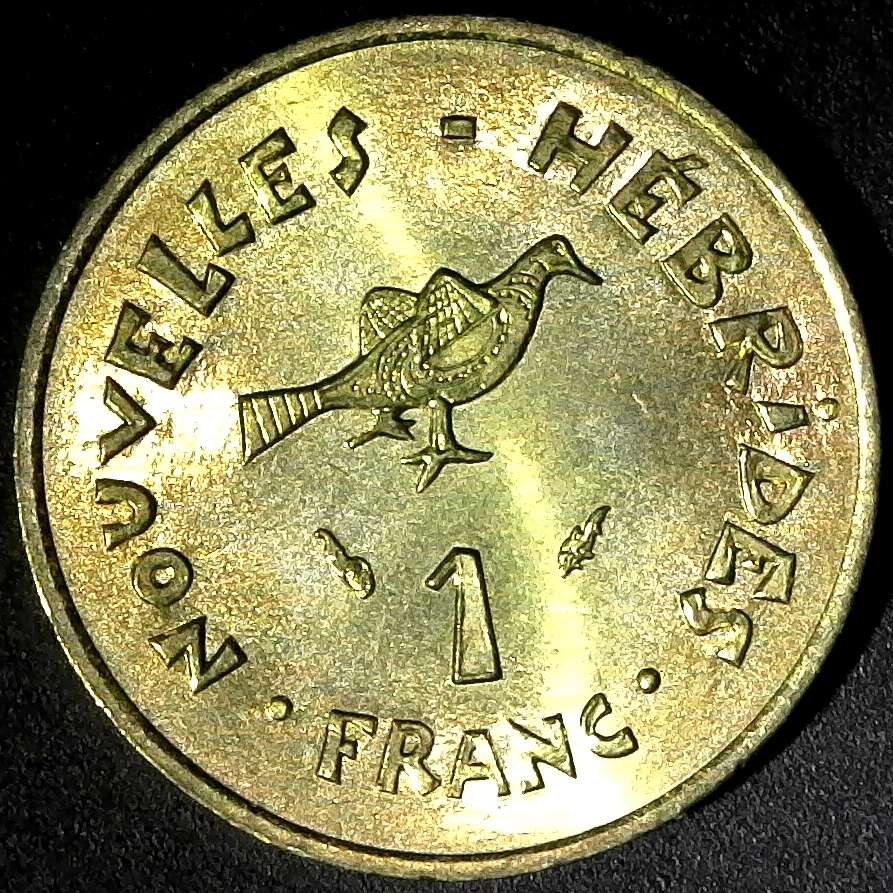 NOUVELLES - HÉBRiDES
1
· FRANC ·